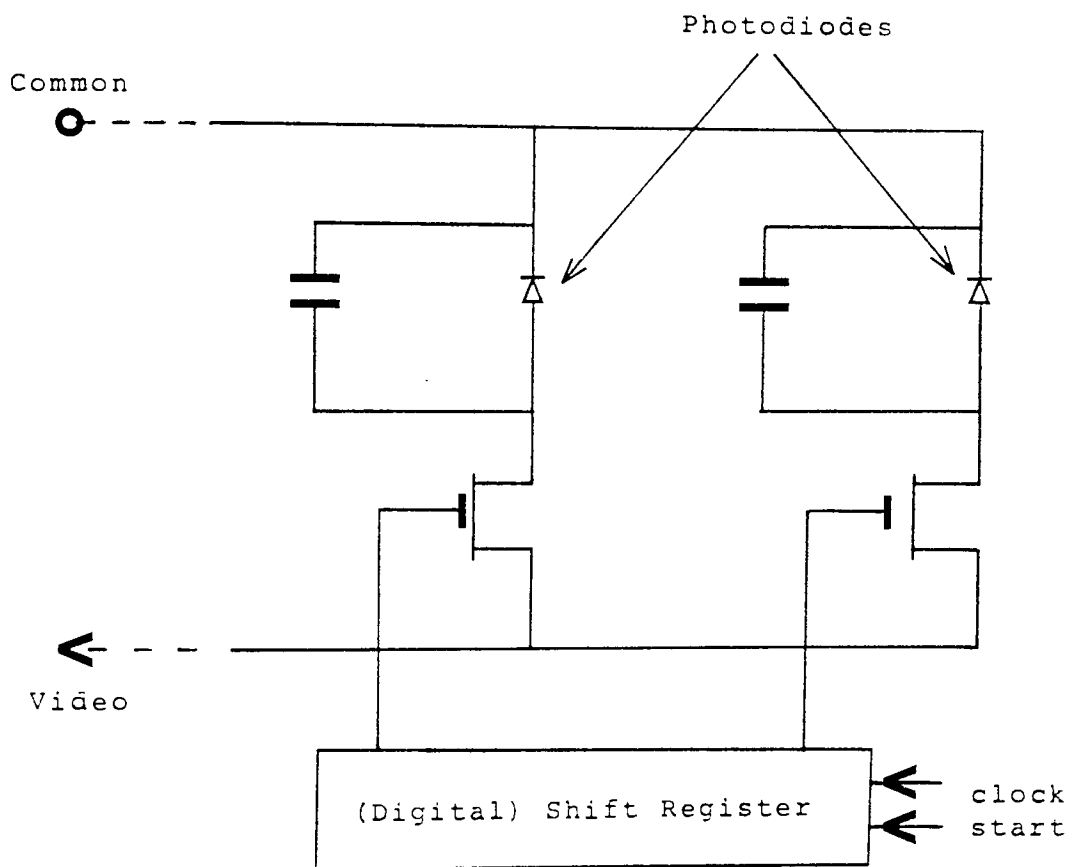 Photodiodes
Common
Video
(Digital) Shift Register
clock
start